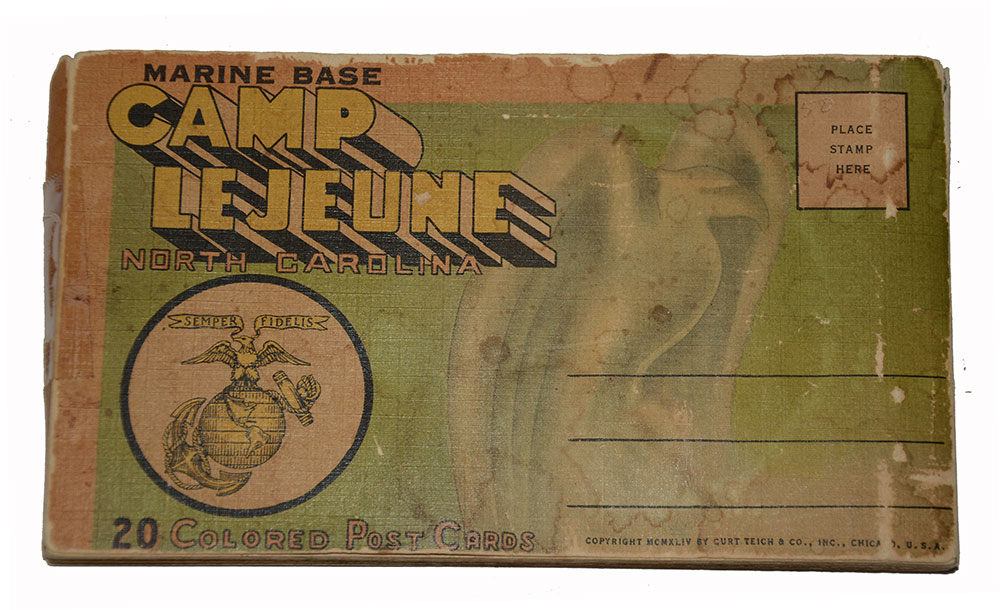 MARINE BASE
CAMP
LEJEUNE
NORTH CAROLINA
SEMPER FIDELIS
20 COLORED POST CARDS
PLACE
STAMP
HERE
COPYRIGHT MCMXLIV BY CURT TEICH & CO., INC., U.S.A.